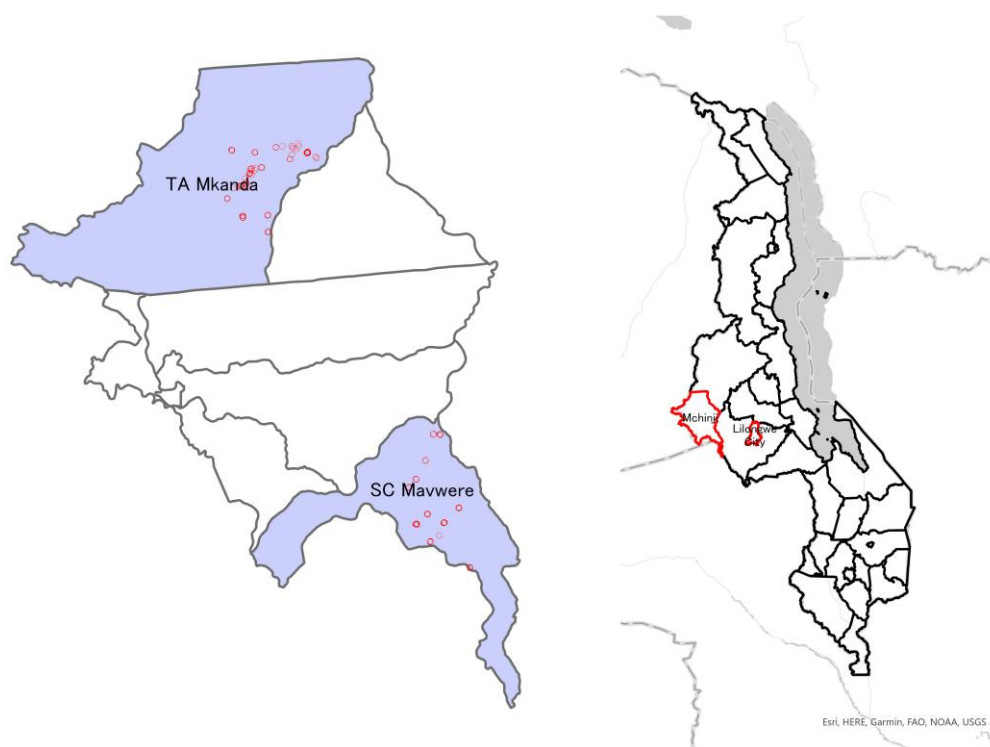 TA Mkanda
SC Mavwere
Mchinji
Lilongwe
City
Esri, HERE, Garmin, FAO, NOAA, USGS